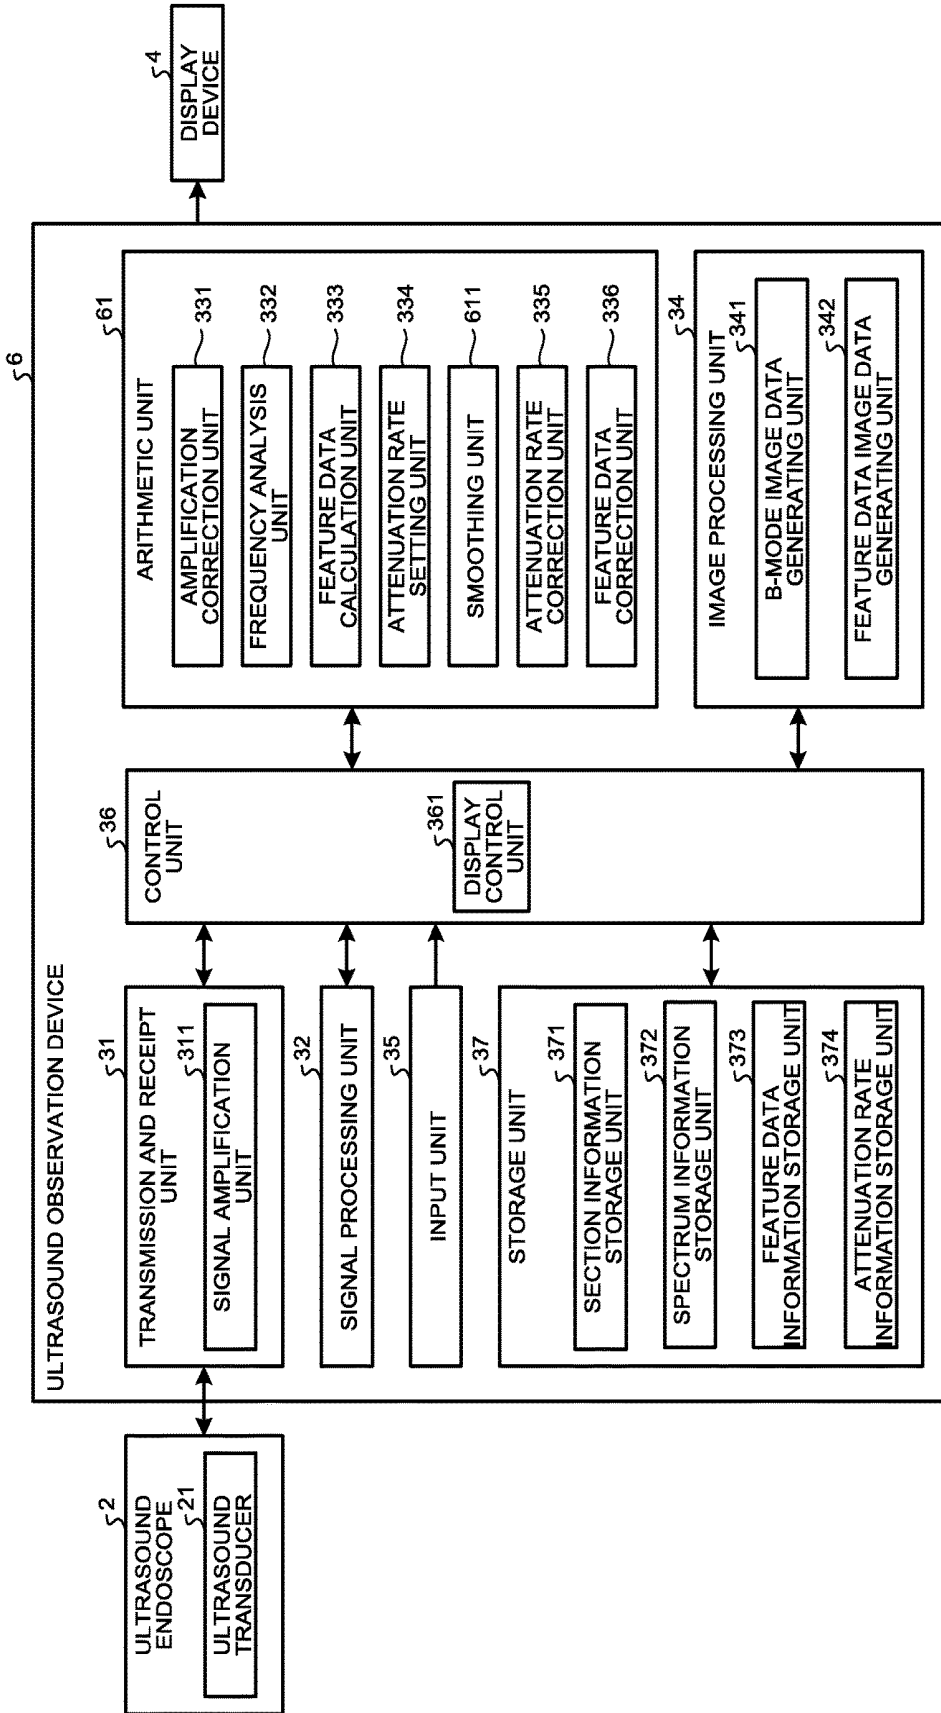 6
ULTRASOUND OBSERVATION DEVICE
2
ULTRASOUND
ENDOSCOPE
21
ULTRASOUND
TRANSDUCER
31
TRANSMISSION AND RECEIPT
UNIT
311
SIGNAL AMPLIFICATION
UNIT
32
SIGNAL PROCESSING UNIT
35
INPUT UNIT
37
STORAGE UNIT
371
SECTION INFORMATION
STORAGE UNIT
372
SPECTRUM INFORMATION
STORAGE UNIT
373
FEATURE DATA
INFORMATION STORAGE UNIT
374
ATTENUATION RATE
INFORMATION STORAGE UNIT
36
CONTROL
UNIT
361
DISPLAY
CONTROL
UNIT
61
ARITHMETIC UNIT
AMPLIFICATION
CORRECTION UNIT
331
FREQUENCY ANALYSIS
UNIT
332
FEATURE DATA
CALCULATION UNIT
333
ATTENUATION RATE
SETTING UNIT
334
SMOOTHING UNIT
611
ATTENUATION RATE
CORRECTION UNIT
335
FEATURE DATA
CORRECTION UNIT
336
34
IMAGE PROCESSING UNIT
341
B-MODE IMAGE DATA
GENERATING UNIT
342
FEATURE DATA IMAGE DATA
GENERATING UNIT
4
DISPLAY
DEVICE